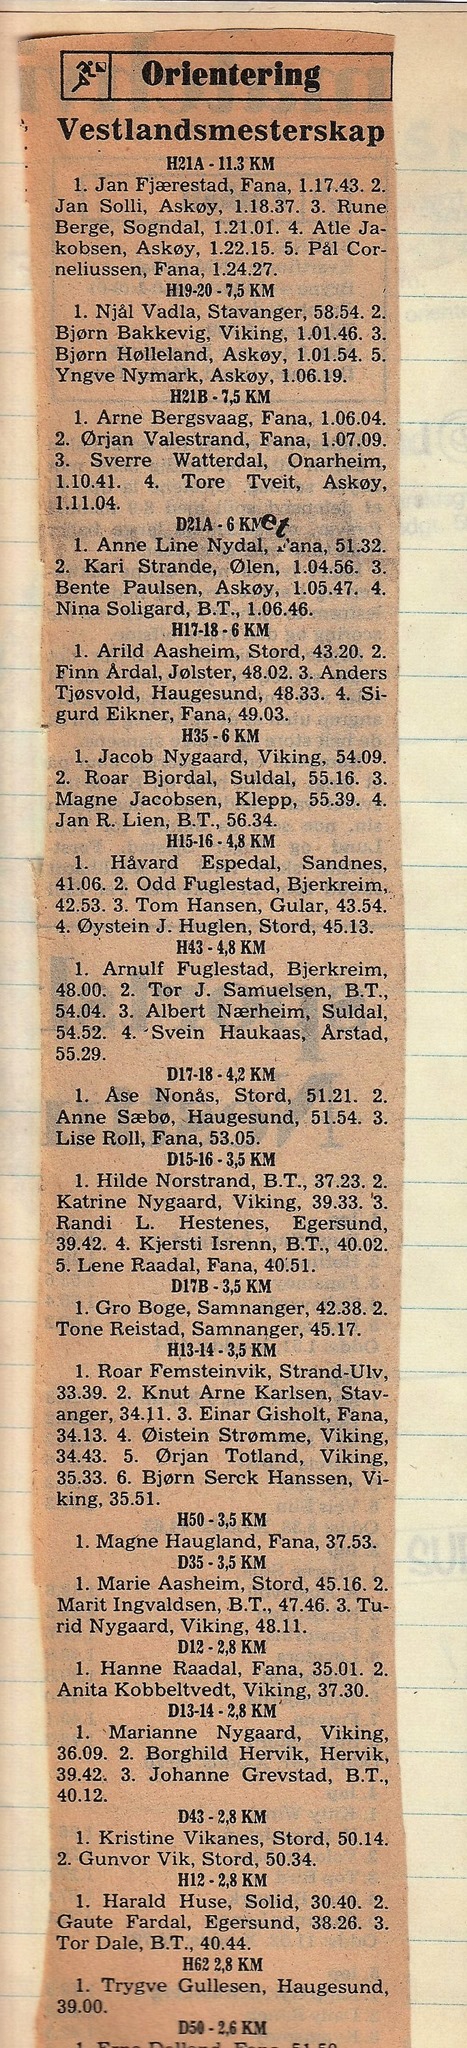 Orientering
Vestlandsmesterskap
H21A - 11.3 KM
1. Jan Fjærestad, Fana, 1.17.43. 2.
Jan Solli, Askøy, 1.18.37. 3. Rune
Berge, Sogndal, 1.21.01. 4. Atle Ja-
kobsen, Askøy, 1.22.15. 5. Pål Cor-
neliussen, Fana, 1.24.27.
H19-20 - 7,5 KM
1. Njål Vadla, Stavanger, 58.54. 2.
Bjørn Bakkevig, Viking, 1.01.46. 3.
Bjørn Hølleland, Askøy, 1.01.54. 5.
Yngve Nymark, Askøy, 1.06.19.
H21B - 7,5 KM
1. Arne Bergsvaag, Fana, 1.06.04.
2. Ørjan Valestrand, Fana, 1.07.09.
3. Sverre Watterdal, Onarheim,
1.10.41. 4. Tore Tveit, Askøy,
1.11.04.
D21A - 6 KM
1. Anne Line Nydal, Fana, 51.32.
2. Kari Strande, Ølen, 1.04.56. 3.
Bente Paulsen, Askøy, 1.05.47. 4.
Nina Soligard, B.T., 1.06.46.
H17-18 - 6 KM
1. Arild Aasheim, Stord, 43.20. 2.
Finn Årdal, Jølster, 48.02. 3. Anders
Tjøsvold, Haugesund, 48.33. 4. Si-
gurd Eikner, Fana, 49.03.
H35 - 6 KM
1. Jacob Nygaard, Viking, 54.09.
2. Roar Bjordal, Suldal, 55.16. 3.
Magne Jacobsen, Klepp, 55.39. 4.
Jan R. Lien, B.T., 56.34.
H15-16 - 4,8 KM
1. Håvard Espedal, Sandnes,
41.06. 2. Odd Fuglestad, Bjerkreim,
42.53. 3. Tom Hansen, Gular, 43.54.
4. Øystein J. Huglen, Stord, 45.13.
H43 - 4,8 KM
1. Arnulf Fuglestad, Bjerkreim,
48.00. 2. Tor J. Samuelsen, B.T.,
54.04. 3. Albert Nærheim, Suldal,
54.52. 4. Svein Haukaas, Årstad,
55.29.
D17-18 - 4,2 KM
1. Åse Nonås, Stord, 51.21. 2.
Anne Sæbø, Haugesund, 51.54. 3.
Lise Roll, Fana, 53.05.
D15-16 - 3,5 KM
1. Hilde Norstrand, B.T., 37.23. 2.
Katrine Nygaard, Viking, 39.33. 3.
Randi L. Hestenes, Egersund,
39.42. 4. Kjersti Isrenn, B.T., 40.02.
5. Lene Raadal, Fana, 40.51.
D17B - 3,5 KM
1. Gro Boge, Samnanger, 42.38. 2.
Tone Reistad, Samnanger, 45.17.
H13-14 - 3,5 KM
1. Roar Femsteinvik, Strand-Ulv,
33.39. 2. Knut Arne Karlsen, Stav-
anger, 34.11. 3. Einar Gisholt, Fana,
34.13. 4. Øistein Strømme, Viking,
34.43. 5. Ørjan Totland, Viking,
35.33. 6. Bjørn Serck Hanssen, Vi-
king, 35.51.
H50 - 3,5 KM
1. Magne Haugland, Fana, 37.53.
D35 - 3,5 KM
1. Marie Aasheim, Stord, 45.16. 2.
Marit Ingvaldsen, B.T., 47.46. 3. Tu-
rid Nygaard, Viking, 48.11.
D12 - 2,8 KM
1. Hanne Raadal, Fana, 35.01. 2.
Anita Kobbeltvedt, Viking, 37.30.
D13-14 - 2,8 KM
1. Marianne Nygaard, Viking,
36.09. 2. Borghild Hervik, Hervik,
39.42. 3. Johanne Grevstad, B.T.,
40.12.
D43 - 2,8 KM
1. Kristine Vikanes, Stord, 50.14.
2. Gunvor Vik, Stord, 50.34.
H12 - 2,8 KM
1. Harald Huse, Solid, 30.40. 2.
Gaute Fardal, Egersund, 38.26. 3.
Tor Dale, B.T., 40.44.
H62 2,8 KM
1. Trygve Gullesen, Haugesund,
39.00.
D50 - 2,6 KM